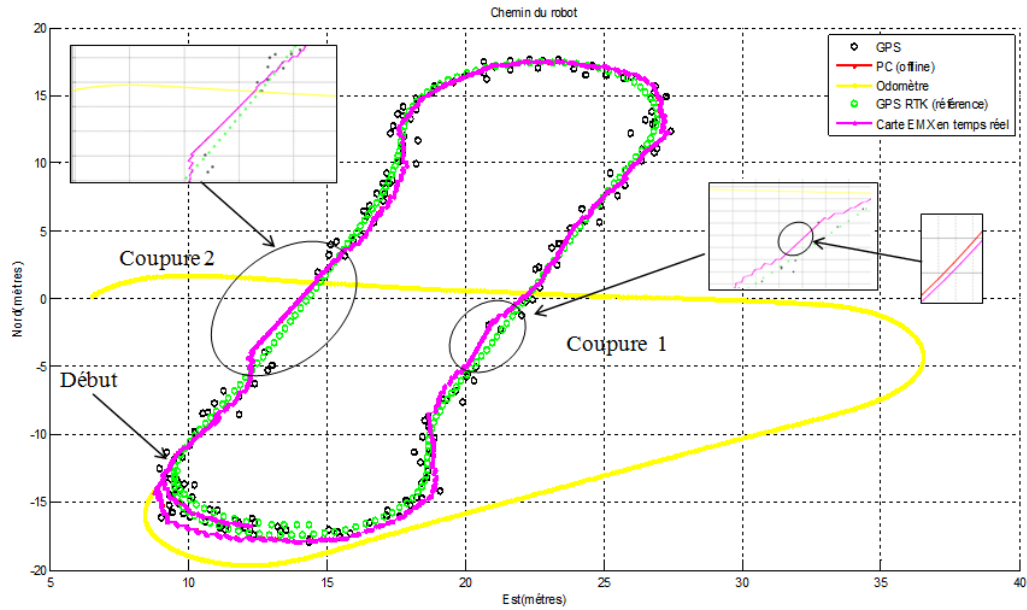 Chemin du robot
20
15
10
5
0
-5
-10
-15
-20
Nord(mètres)
5
10
15
20
25
30
35
40
Est(mètres)
GPS
PC (offline)
Odomètre
GPS RTK (référence)
Carte EMX en temps réel
Coupure 2
Coupure 1
Début